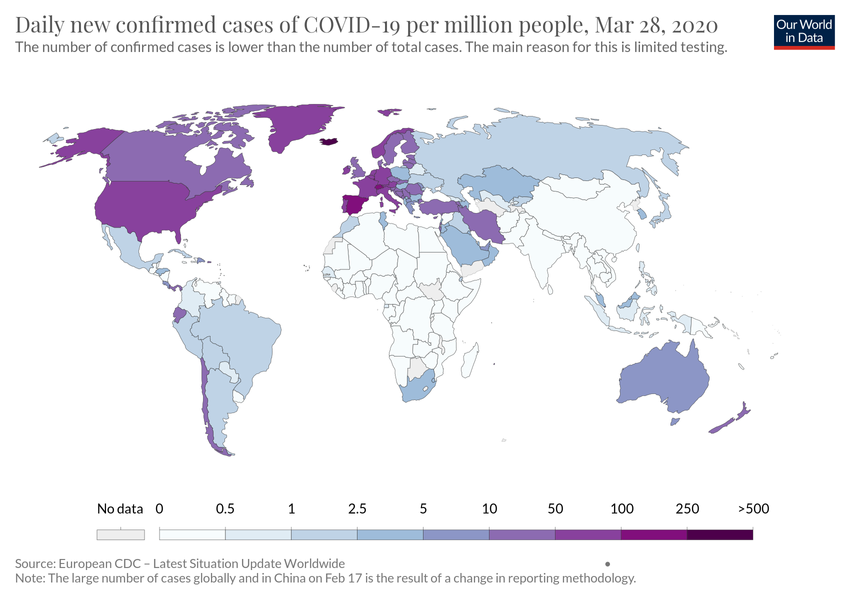 Daily new confirmed cases of COVID-19 per million people, Mar 28, 2020
The number of confirmed cases is lower than the number of total cases. The main reason for this is limited testing.
Our World
in Data
No data 0 0.5 1 2.5 5 10 50 100 250 >500
Source: European CDC – Latest Situation Update Worldwide
Note: The large number of cases globally and in China on Feb 17 is the result of a change in reporting methodology.